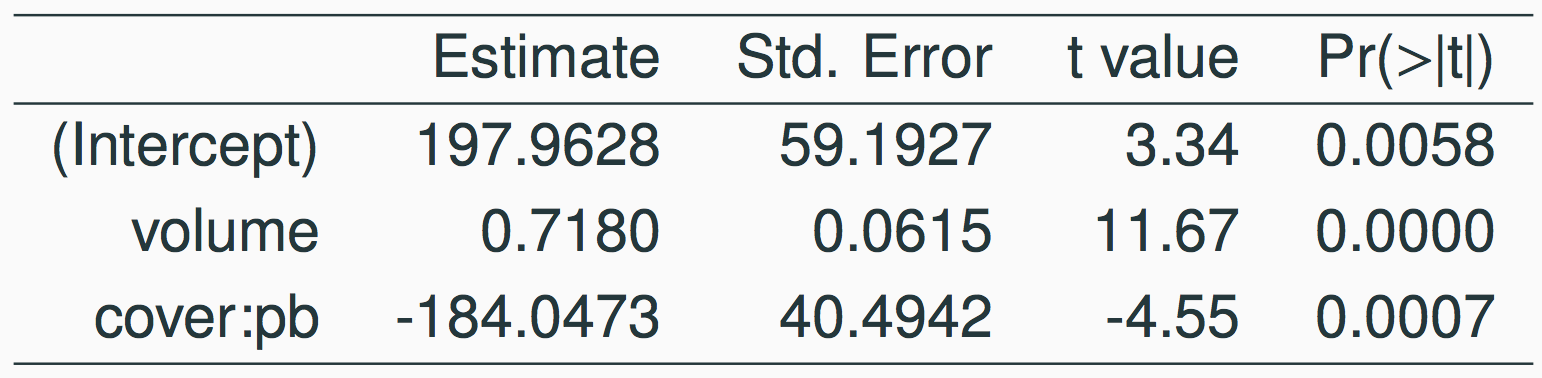 Estimate Std. Error t value Pr(>|t|)
(Intercept) 197.9628 59.1927 3.34 0.0058
volume 0.7180 0.0615 11.67 0.0000
cover:pb -184.0473 40.4942 -4.55 0.0007